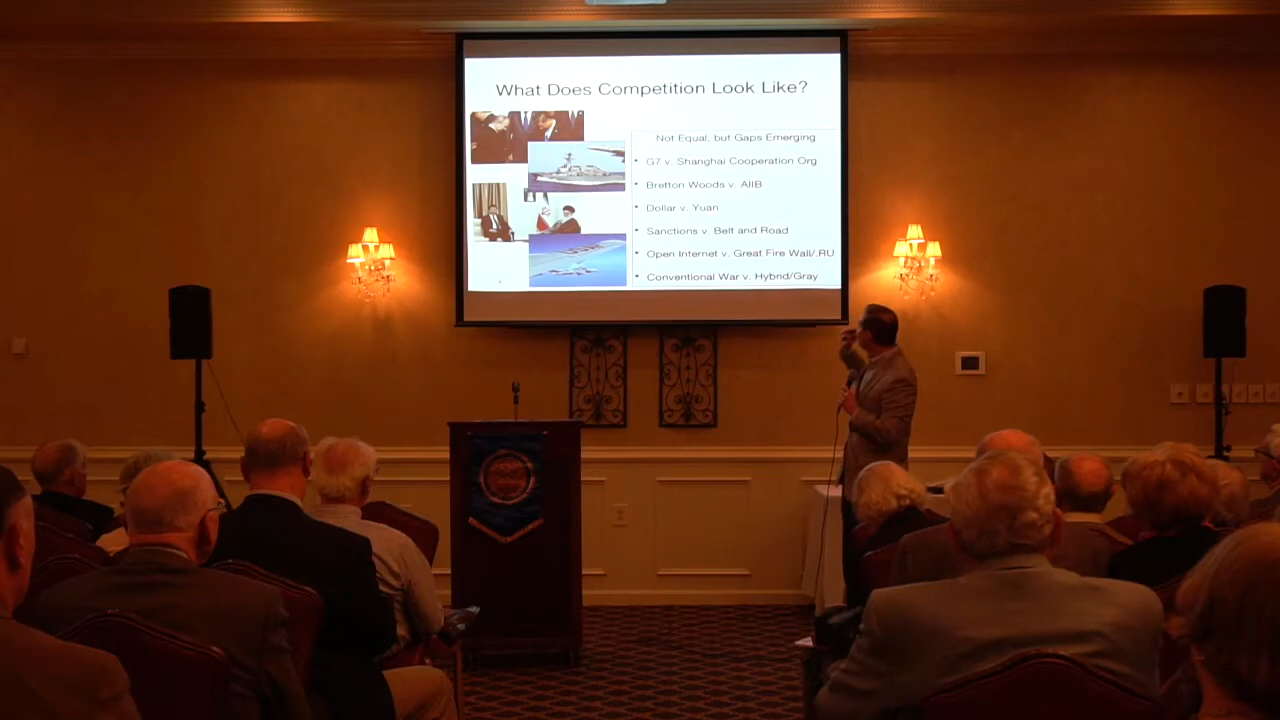 What Does Competition Look Like?
Not Equal, but Gaps Emerging
• G7 v. Shanghai Cooperation Org
• Bretton Woods v. AIIB
• Dollar v. Yuan
• Sanctions v. Belt and Road
• Open Internet v. Great Fire Wall/.RU
• Conventional War v. Hybrid/Gray